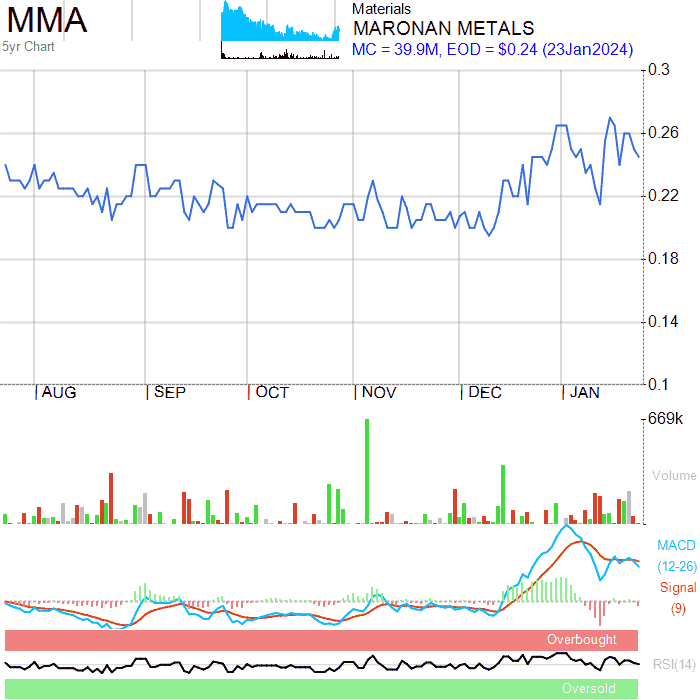 MMA
5yr Chart
Materials
MARONAN METALS
MC = 39.9M, EOD = $0.24 (23Jan2024)
0.3
0.26
0.22
0.18
0.14
0.1
AUG SEP OCT NOV DEC JAN
669k
Volume
MACD
(12-26)
Signal
(9)
Overbought
RSI(14)
Oversold